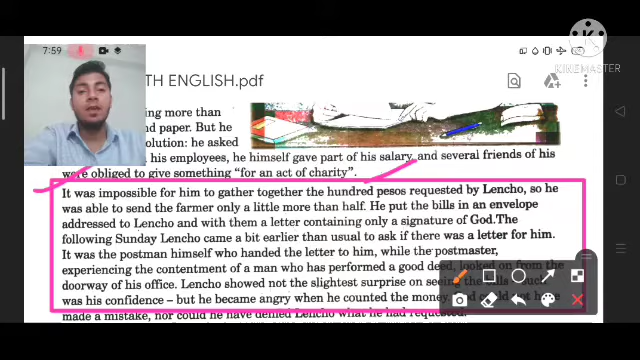 7:59
KINEMASTER
TH ENGLISH.pdf
ing more than
nd paper. But he
olution: he asked
his employees, he himself gave part of his salary, and several friends of his
were obliged to give something "for an act of charity".
It was impossible for him to gather together the hundred pesos requested by Lencho, so he
was able to send the farmer only a little more than half. He put the bills in an envelope
addressed to Lencho and with them a letter containing only a signature of God.The
following Sunday Lencho came a bit earlier than usual to ask if there was a letter for him.
It was the postman himself who handed the letter to him, while the postmaster,
experiencing the contentment of a man who has performed a good deed, looked on from the
doorway of his office. Lencho showed not the slightest surprise on seeing the bills such
was his confidence – but he became angry when he counted the money.
made a mistake, nor could he have denied Lencho what he had requested.